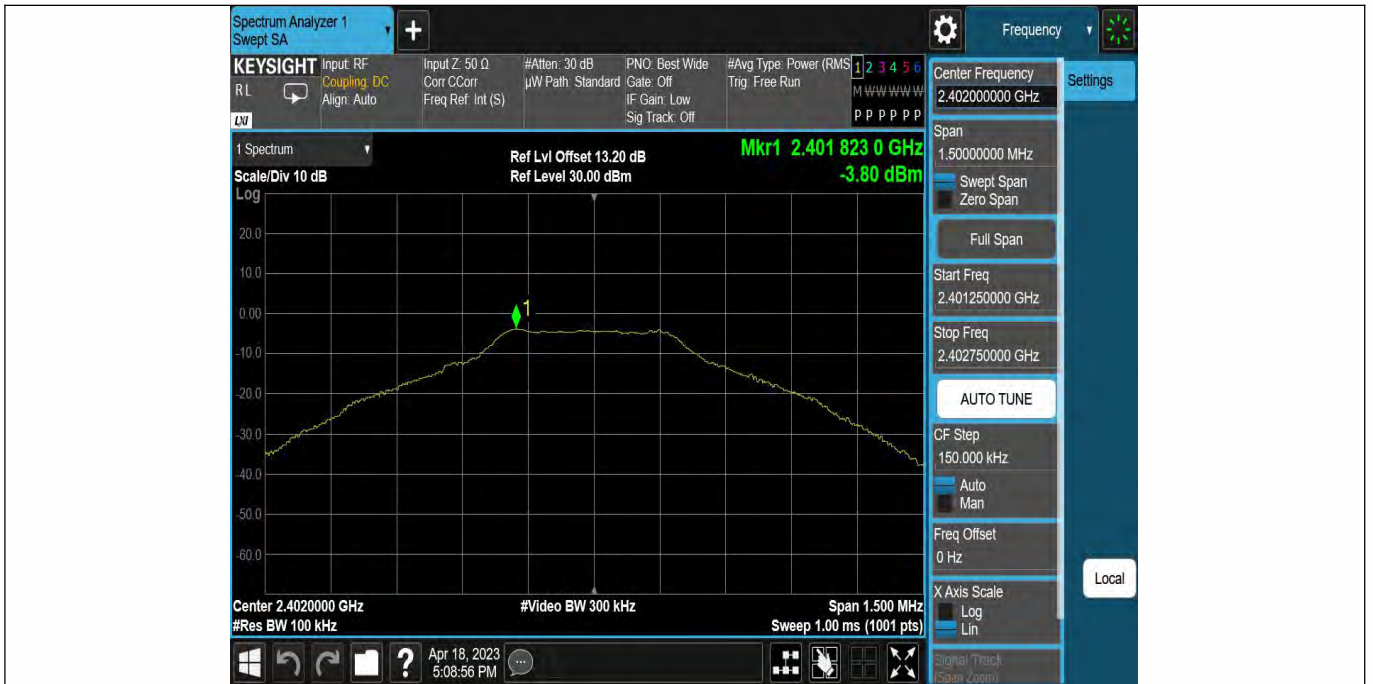 Spectrum Analyzer 1
Swept SA
+
Frequency
KEYSIGHT
RL
LXI
Input: RF
Coupling: DC
Align: Auto
Input Z: 50 Ω
Corr CCorr
Freq Ref: Int (S)
#Atten: 30 dB
µW Path: Standard
PNO: Best Wide
Gate: Off
IF Gain: Low
Sig Track: Off
#Avg Type: Power (RMS
Trig: Free Run
1 2 3 4 5 6
M W W W W W
P P P P P P
1 Spectrum
Scale/Div 10 dB
Log
Ref Lvl Offset 13.20 dB
Ref Level 30.00 dBm
Mkr1 2.401 823 0 GHz
-3.80 dBm
20.0
10.0
0.00
-10.0
-20.0
-30.0
-40.0
-50.0
-60.0
1
Center 2.4020000 GHz
#Res BW 100 kHz
#Video BW 300 kHz
Span 1.500 MHz
Sweep 1.00 ms (1001 pts)
Center Frequency
2.402000000 GHz
Settings
Span
1.50000000 MHz
Swept Span
Zero Span
Full Span
Start Freq
2.401250000 GHz
Stop Freq
2.402750000 GHz
AUTO TUNE
CF Step
150.000 kHz
Auto
Man
Freq Offset
0 Hz
X Axis Scale
Log
Lin
Local
Signal Track
(Span Zoom)
?
Apr 18, 2023
5:08:56 PM